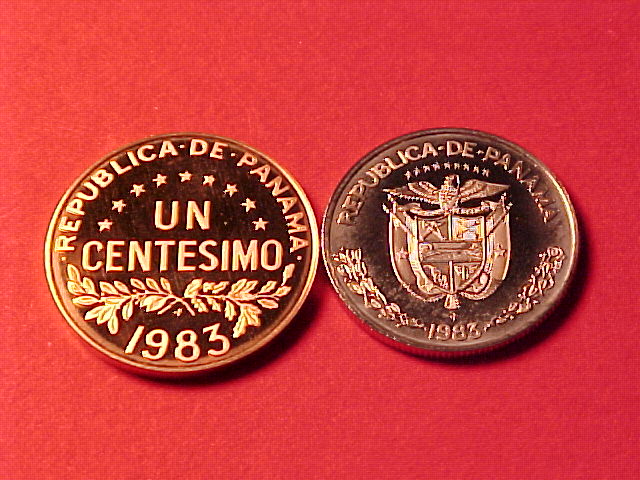 ·REPUBLICA·DE·PANAMA·
UN
CENTESIMO
1983
REPUBLICA·DE·PANAMA
1983